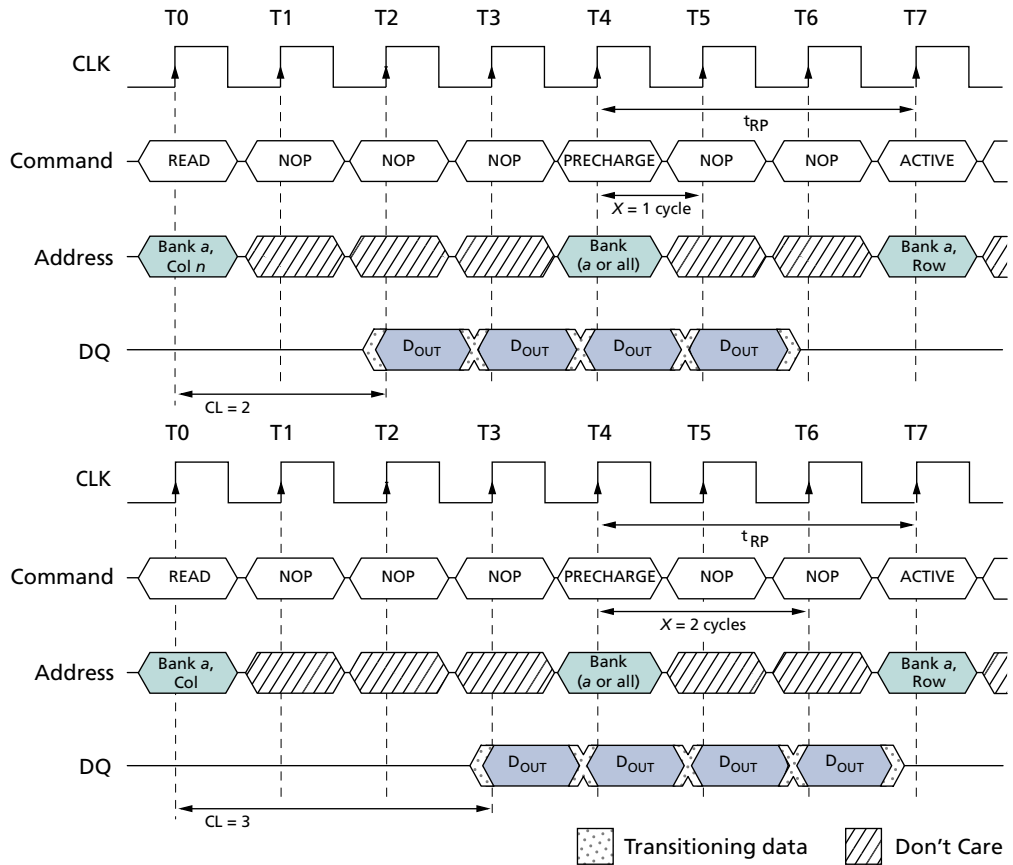 T0 T1 T2 T3 T4 T5 T6 T7
CLK
tRP
Command READ NOP NOP NOP PRECHARGE NOP NOP ACTIVE
X = 1 cycle
Address Bank a, Col n Bank (a or all) Bank a, Row
DQ DOUT DOUT DOUT DOUT
CL = 2
T0 T1 T2 T3 T4 T5 T6 T7
CLK
tRP
Command READ NOP NOP NOP PRECHARGE NOP NOP ACTIVE
X = 2 cycles
Address Bank a, Col Bank (a or all) Bank a, Row
DQ DOUT DOUT DOUT DOUT
CL = 3
Transitioning data Don't Care